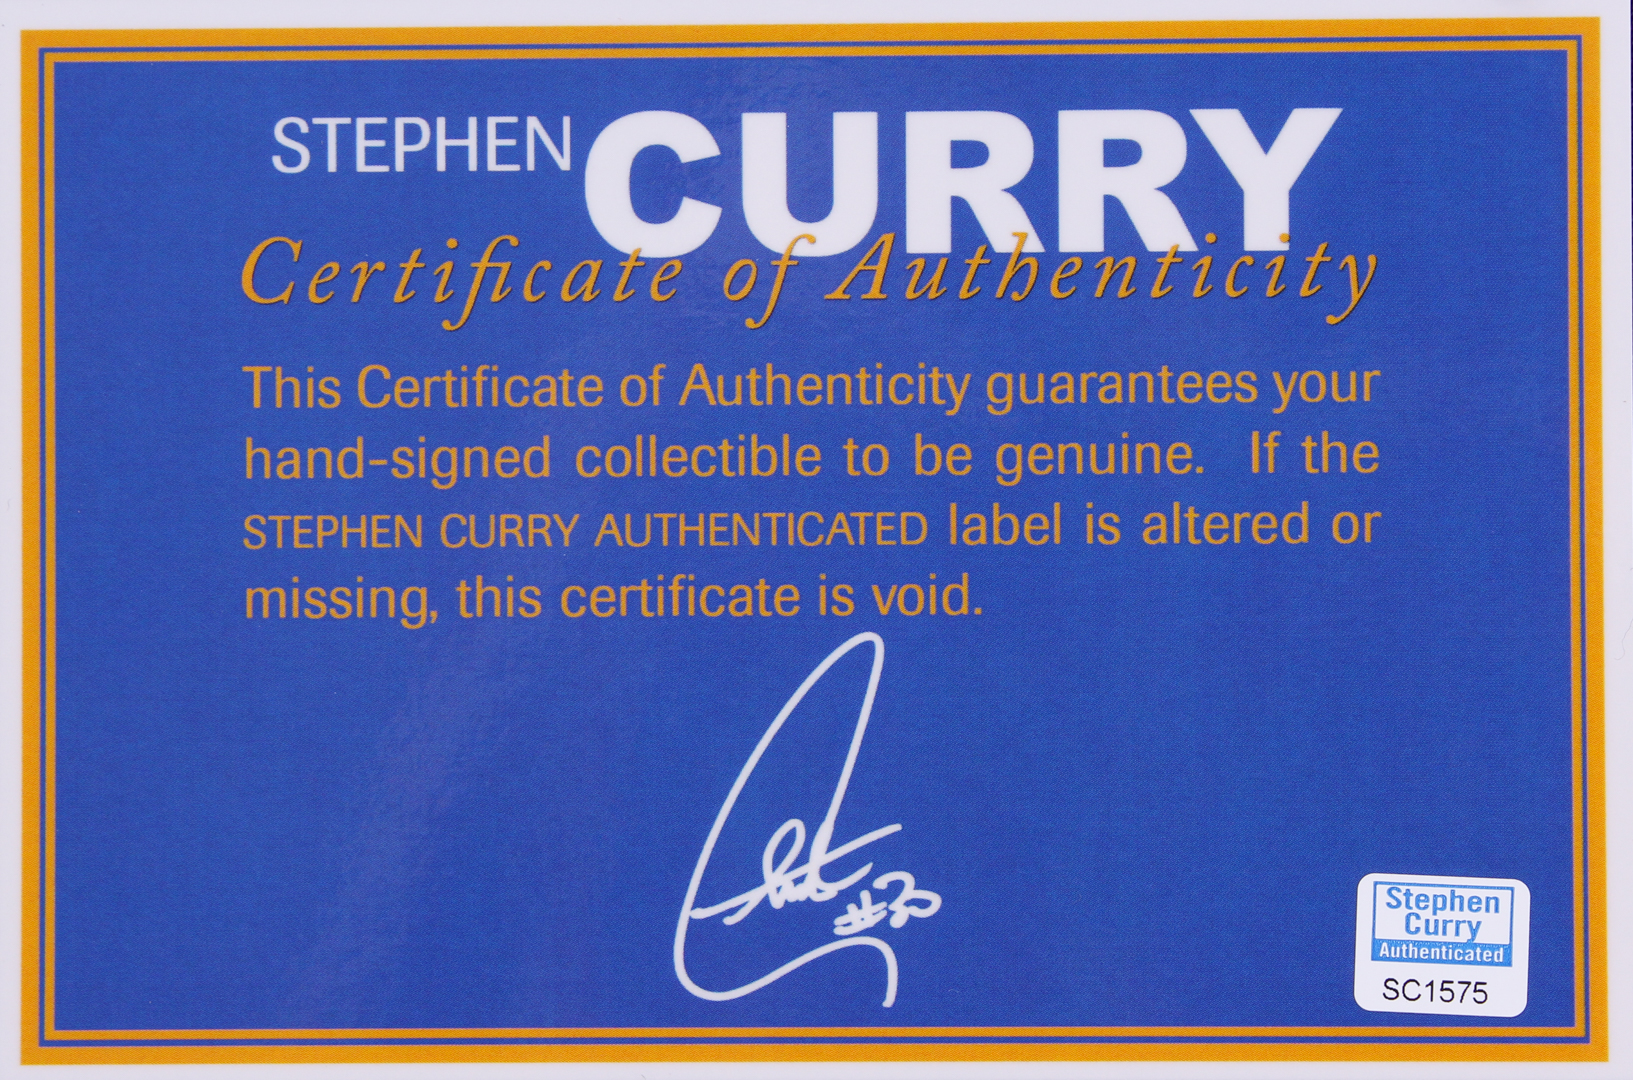 STEPHEN CURRY
Certificate of Authenticity
This Certificate of Authenticity guarantees your
hand-signed collectible to be genuine. If the
STEPHEN CURRY AUTHENTICATED label is altered or
missing, this certificate is void.
#30
Stephen
Curry
Authenticated
SC1575